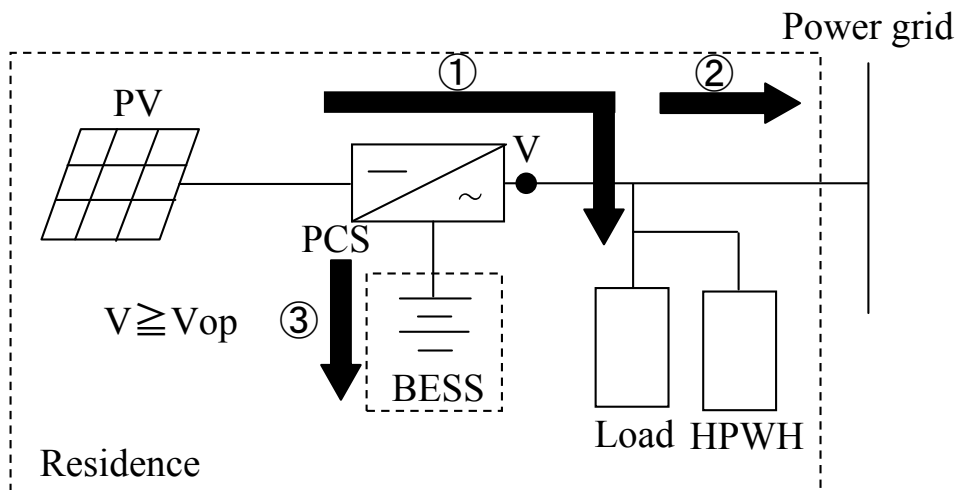 Power grid
①
②
PV
V
~
PCS
V≧Vop
③
BESS
Load
HPWH
Residence